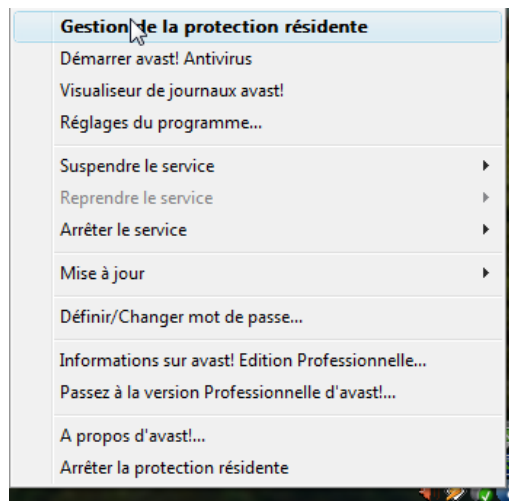 Gestion de la protection résidente
Démarrer avast! Antivirus
Visualiseur de journaux avast!
Réglages du programme...
Suspendre le service
Reprendre le service
Arrêter le service
Mise à jour
Définir/Changer mot de passe...
Informations sur avast! Edition Professionnelle...
Passez à la version Professionnelle d'avast!...
A propos d'avast!...
Arrêter la protection résidente